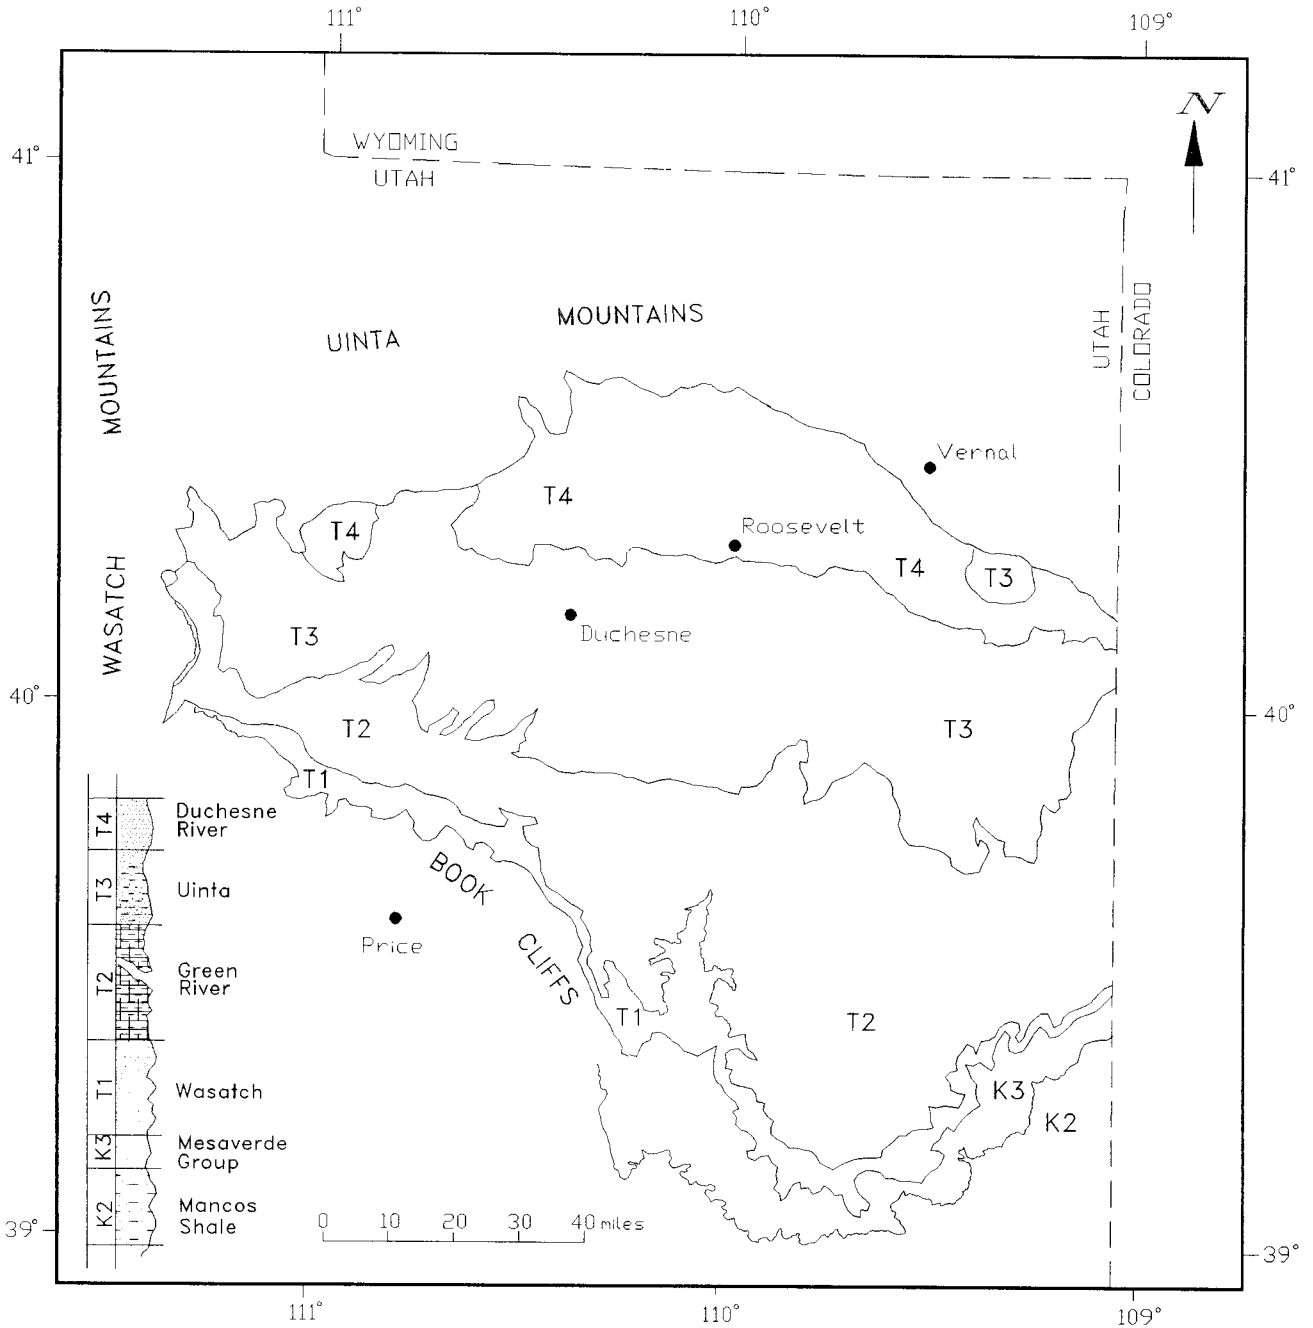 111°
110°
109°
N
WYOMING
41°
UTAH
41°
MOUNTAINS
UTAH
COLORADO
UINTA
MOUNTAINS
Vernal
T4
T4
Roosevelt
T4
T3
WASATCH
T3
Duchesne
40°
T2
T3
40°
T1
T4
Duchesne
River
BOOK
T3
Uinta
Price
CLIFFS
T2
Green
River
T1
T2
T1
Wasatch
K3
K2
K3
Mesaverde
Group
K2
Mancos
Shale
0 10 20 30 40 miles
39°
39°
111°
110°
109°